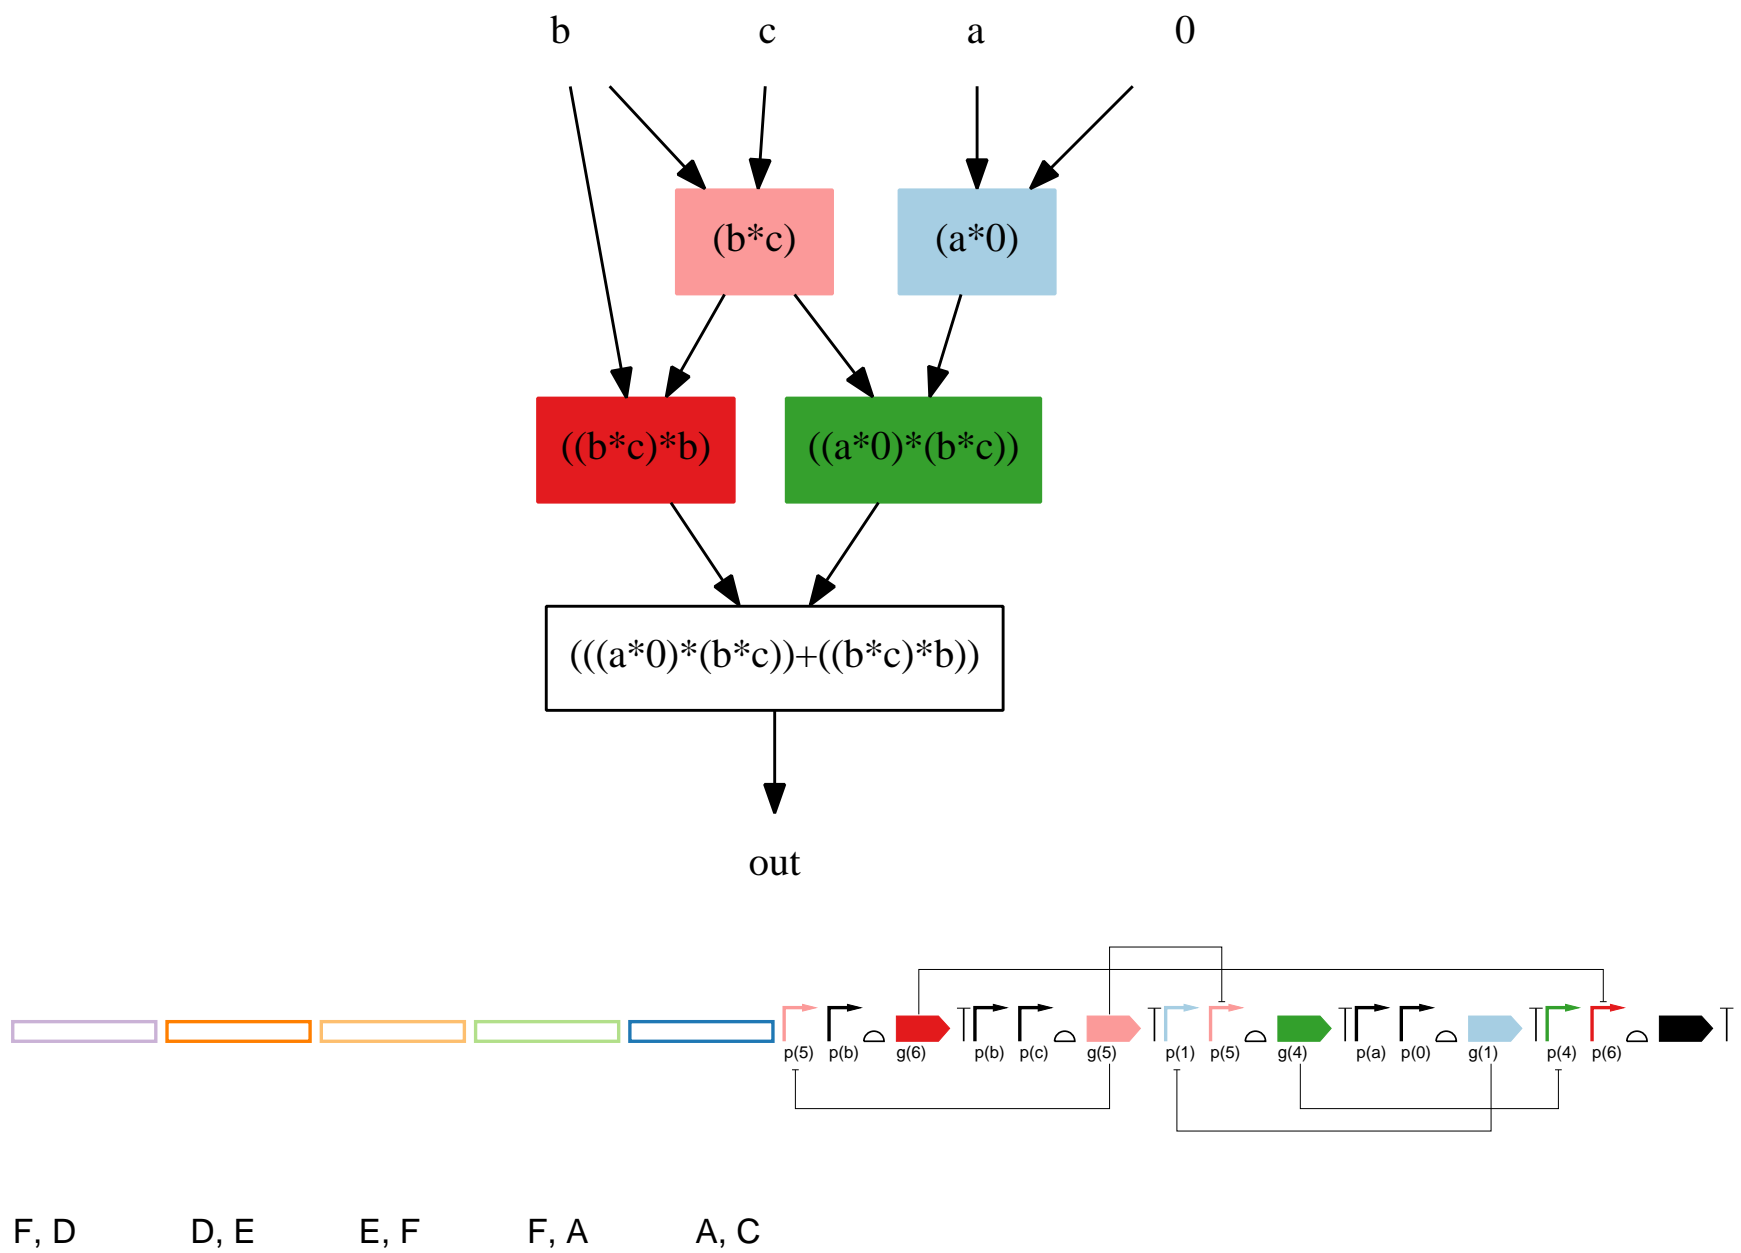 b c a 0
(b*c) (a*0)
((b*c)*b) ((a*0)*(b*c))
(((a*0)*(b*c))+((b*c)*b))
out
p(5) p(b) g(6) p(b) p(c) g(5) p(1) p(5) g(4) p(a) p(0) g(1) p(4) p(6)
F, D D, E E, F F, A A, C